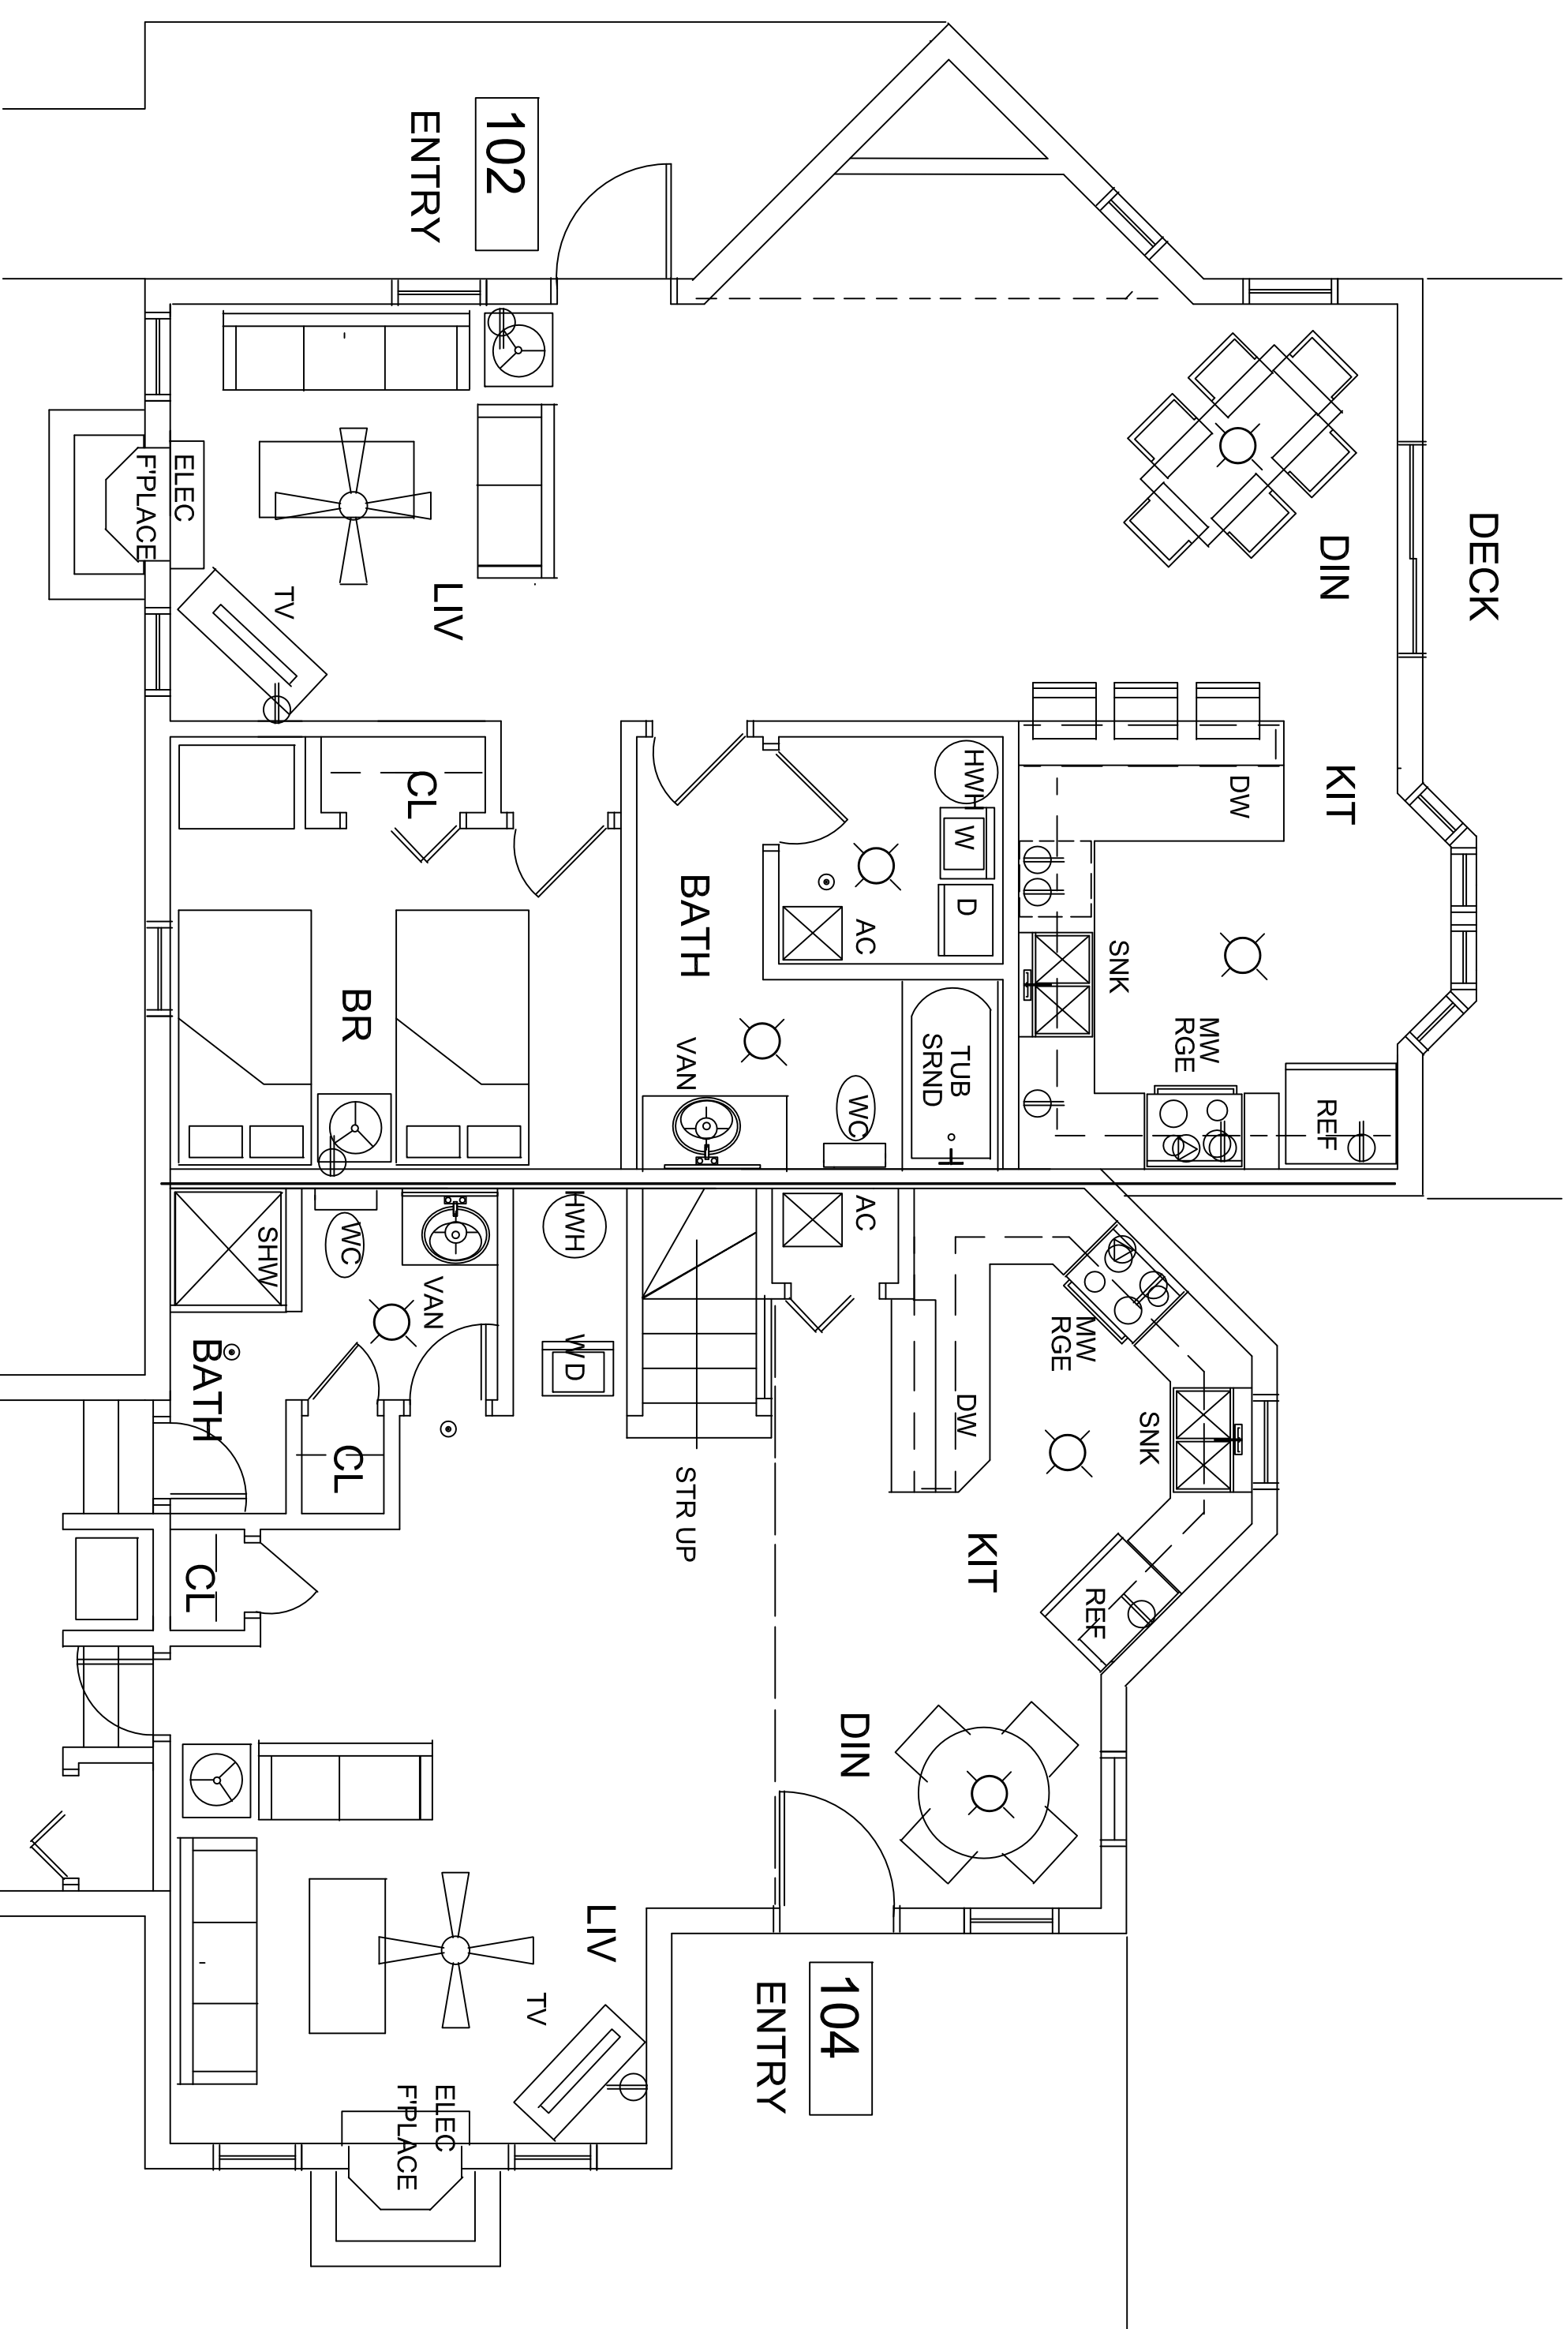 102
ENTRY
ELEC
F'PLACE
TV
LIV
DIN
DECK
KIT
DW
HWH
W
D
AC
CL
BATH
BR
SNK
MW
RGE
REF
TUB
SRND
VAN
WC
AC
HWH
WC
SHW
VAN
W D
BATH
CL
CL
STR UP
MW
RGE
DW
SNK
KIT
REF
DIN
LIV
TV
ELEC
F'PLACE
104
ENTRY